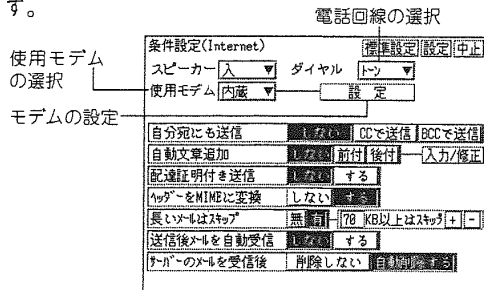 す。
電話回線の選択
使用モデム
の選択
モデムの設定
条件設定(Internet) 標準設定 設定 中止
スピーカー 入 ▼ ダイヤル トーン ▼
使用モデム 内蔵 ▼ 設 定
自分宛にも送信 しない CCで送信 BCCで送信
自動文章追加 しない 前付 後付 入力/修正
配達証明付き送信 しない する
ヘッダーをMIMEに変換 しない する
長いメールはスキップ 無 有 70 KB以上はスキップ + -
送信後メールを自動受信 しない する
サーバーのメールを受信後 削除しない 自動削除する